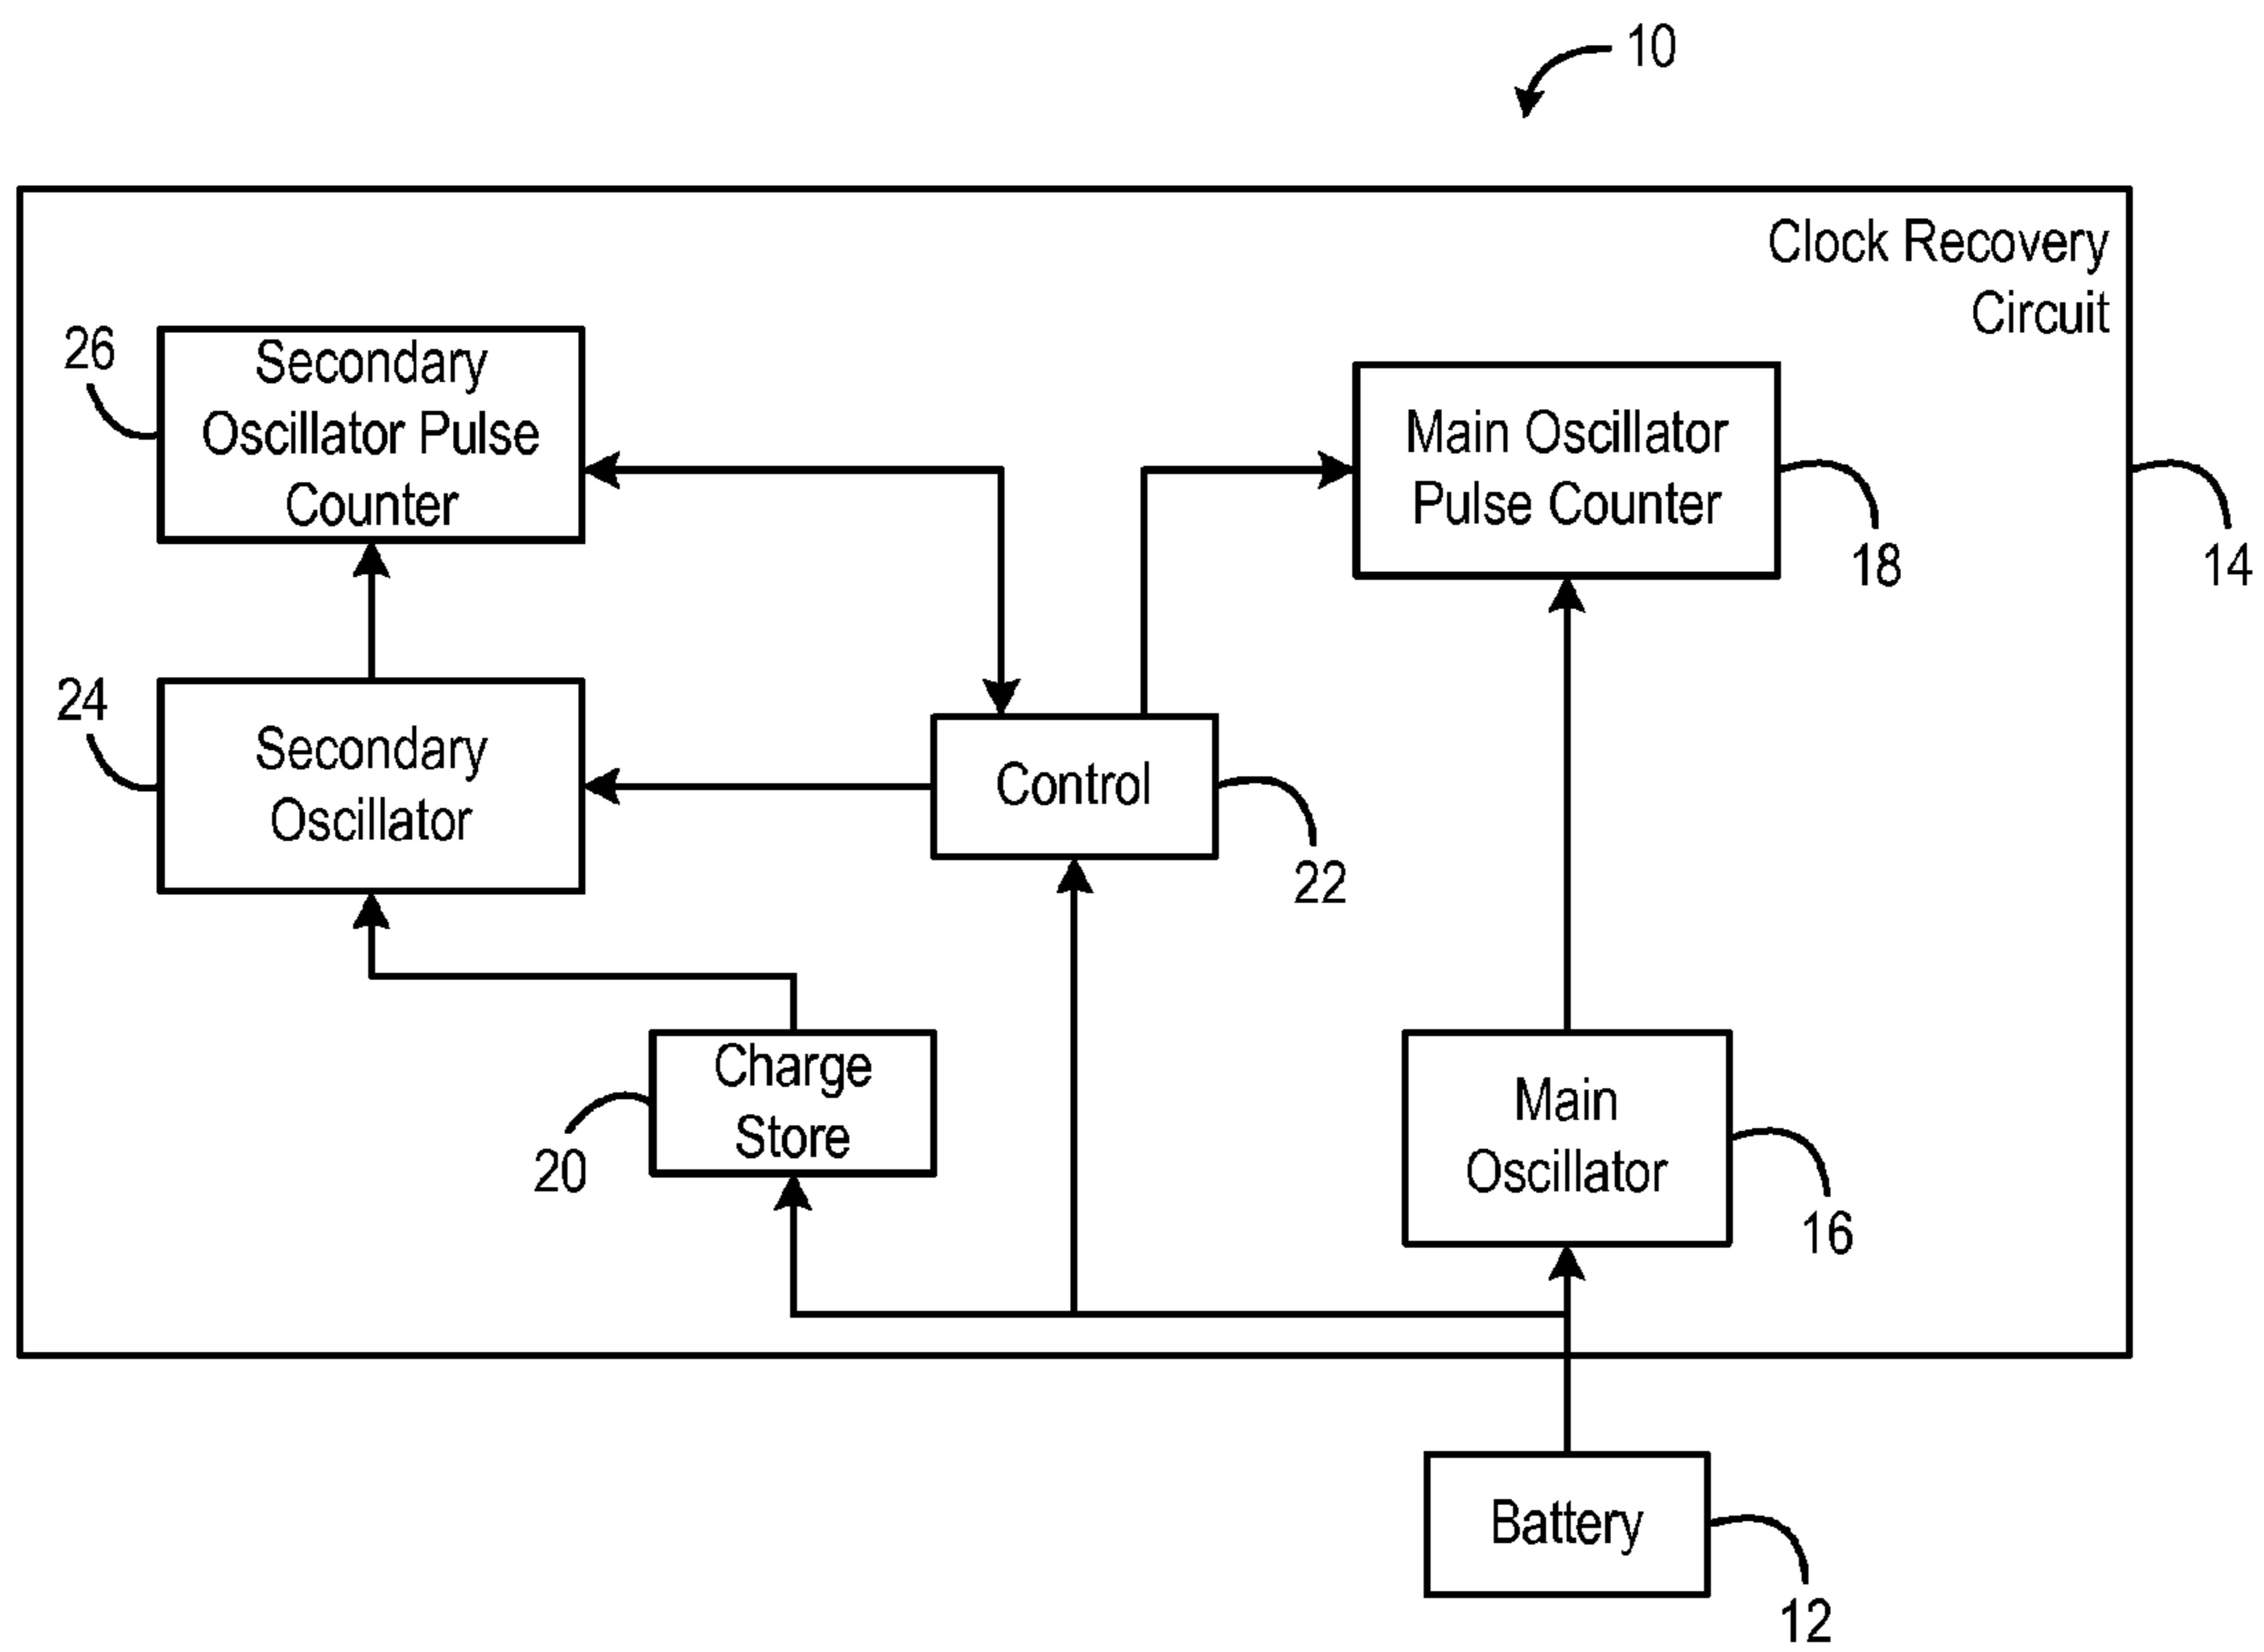 10
Clock Recovery
Circuit
26
Secondary
Oscillator Pulse
Counter
Main Oscillator
Pulse Counter
18
14
24
Secondary
Oscillator
Control
22
Charge
Store
20
Main
Oscillator
16
Battery
12